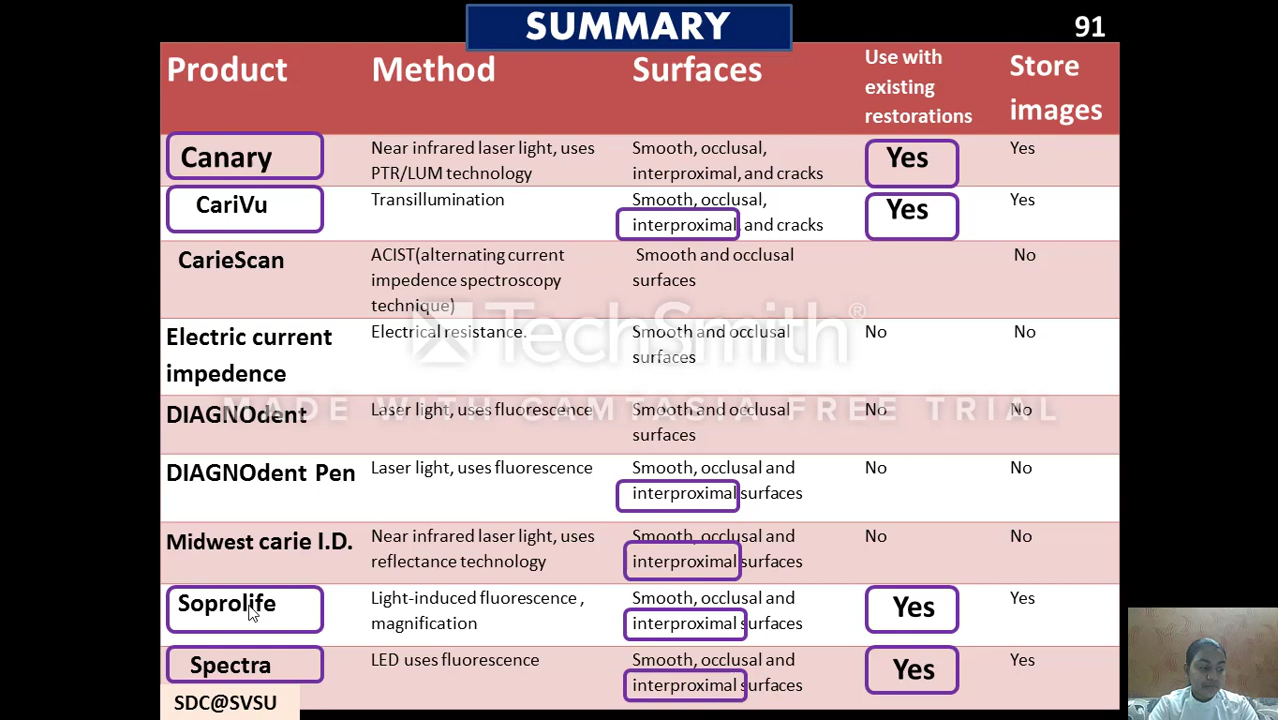 SUMMARY
91
Product Method Surfaces Use with existing restorations Store images
Canary
Near infrared laser light, uses
PTR/LUM technology
Smooth, occlusal,
interproximal, and cracks
Yes
Yes
CariVu
Transillumination
Smooth, occlusal,
interproximal, and cracks
Yes
Yes
CarieScan
ACIST(alternating current
impedence spectroscopy
technique)
Smooth and occlusal
surfaces
No
Electric current
impedence
Electrical resistance.
Smooth and occlusal
surfaces
No
No
DIAGNOdent
Laser light, uses fluorescence
Smooth and occlusal
surfaces
No
No
DIAGNOdent Pen
Laser light, uses fluorescence
Smooth, occlusal and
interproximal surfaces
No
No
Midwest carie I.D.
Near infrared laser light, uses
reflectance technology
Smooth, occlusal and
interproximal surfaces
No
No
Soprolife
Light-induced fluorescence ,
magnification
Smooth, occlusal and
interproximal surfaces
Yes
Yes
Spectra
LED uses fluorescence
Smooth, occlusal and
interproximal surfaces
Yes
Yes
SDC@SVSU
TechSmith®
MADE WITH CAMTASIA FREE TRIAL